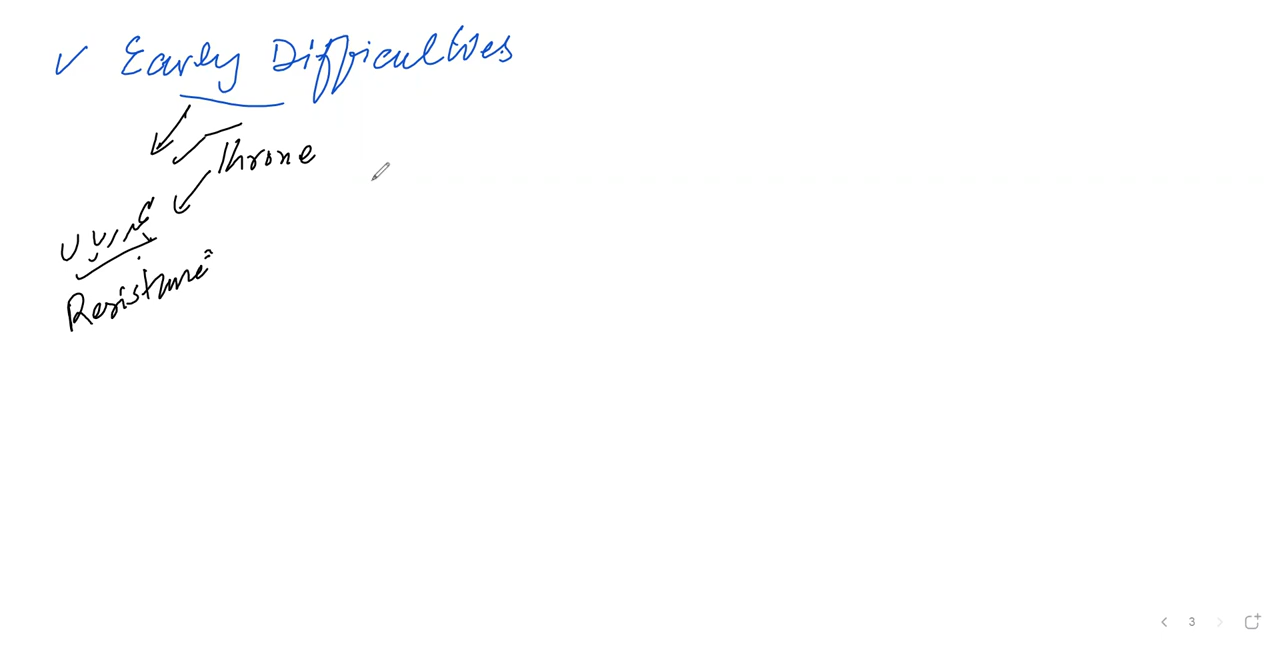 ✓ Early Difficulties
Throne
Resistance
3